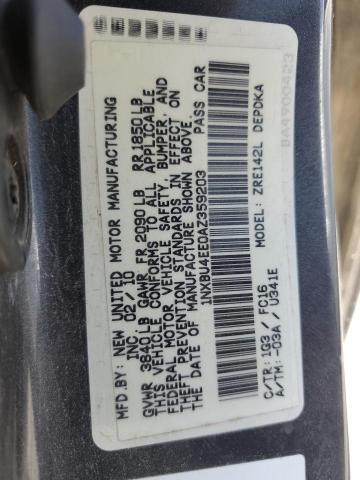 MFD.BY: NEW UNITED MOTOR MANUFACTURING
INC. 02/10
GVWR 3840LB GAWR FR 2090LB RR 1850LB
THIS VEHICLE CONFORMS TO ALL APPLICABLE
FEDERAL MOTOR VEHICLE SAFETY, BUMPER, AND
THEFT PREVENTION STANDARDS IN EFFECT ON
THE DATE OF MANUFACTURE SHOWN ABOVE.
1NXBU4EE0AZ359203 PASS CAR
C/TR: 1G3 / FC16 ZRE142L DEPDKA
A/TM: -03A / U341E
BA4900423